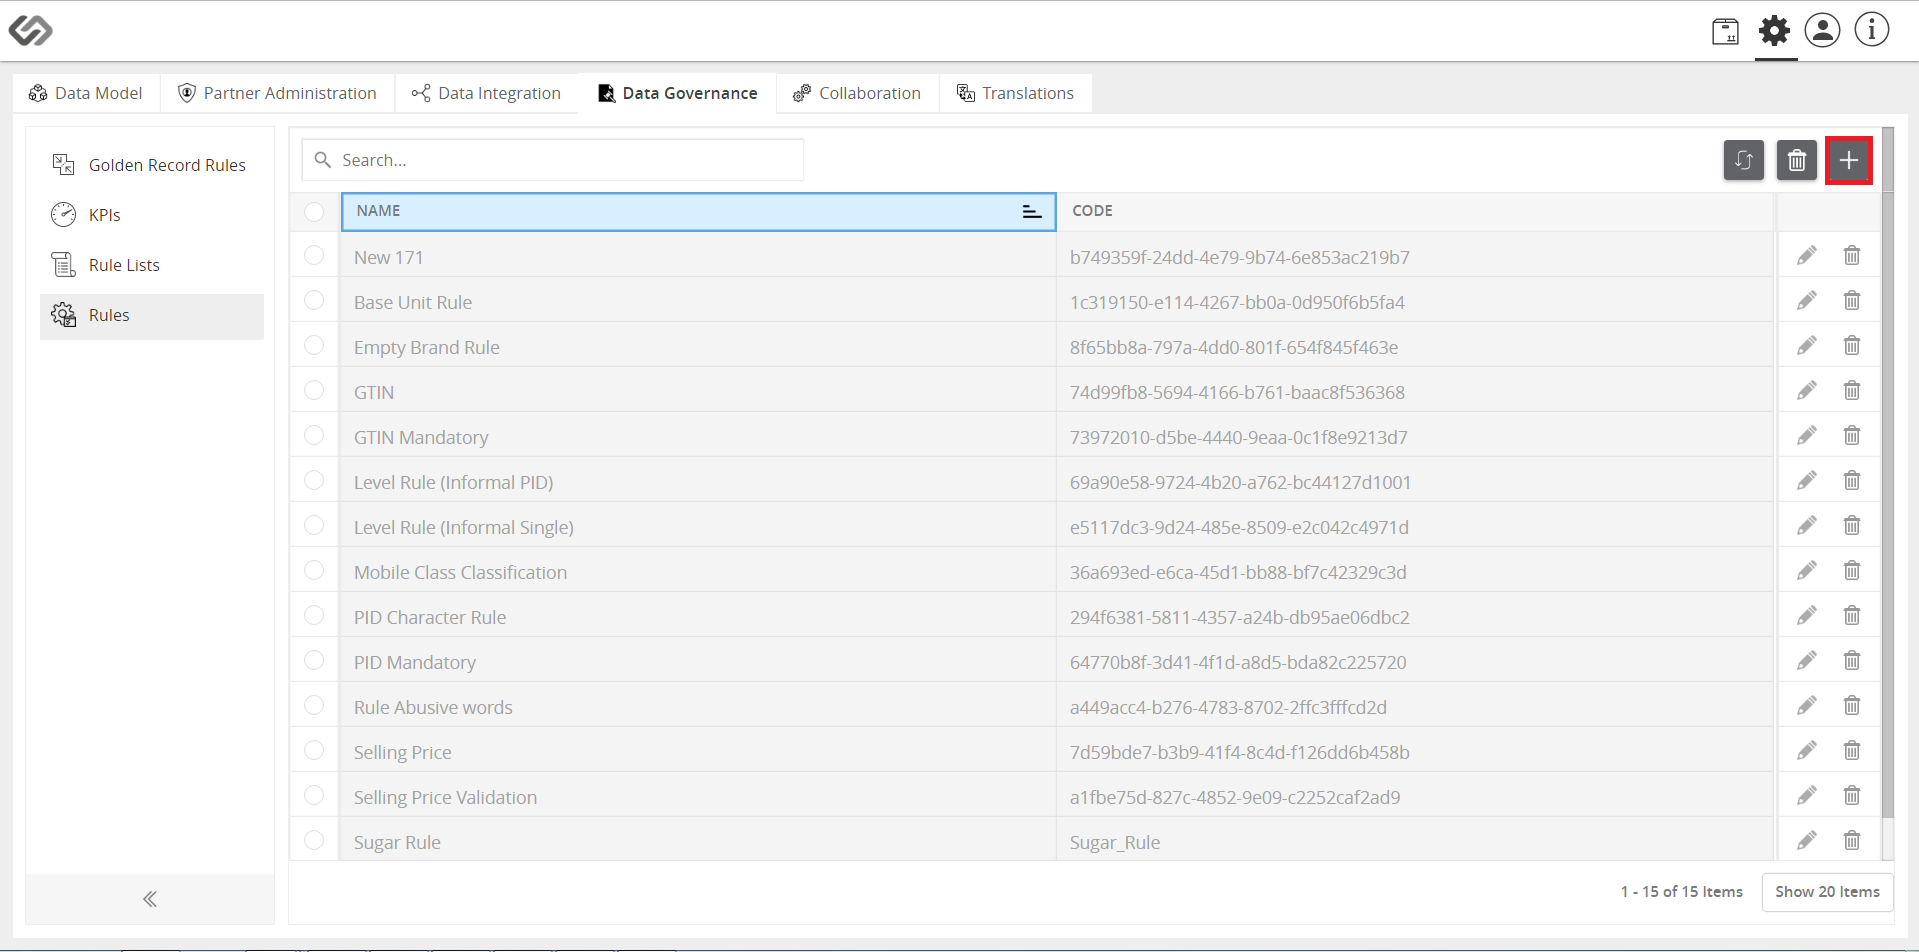 Data Model Partner Administration Data Integration Data Governance Collaboration Translations
Golden Record Rules
KPIs
Rule Lists
Rules
Search...
NAME CODE
New 171 b749359f-24dd-4e79-9b74-6e853ac219b7
Base Unit Rule 1c319150-e114-4267-bb0a-0d950f6b5fa4
Empty Brand Rule 8f65bb8a-797a-4dd0-801f-654f845f463e
GTIN 74d99fb8-5694-4166-b761-baac8f536368
GTIN Mandatory 73972010-d5be-4440-9eaa-0c1f8e9213d7
Level Rule (Informal PID) 69a90e58-9724-4b20-a762-bc44127d1001
Level Rule (Informal Single) e5117dc3-9d24-485e-8509-e2c042c4971d
Mobile Class Classification 36a693ed-e6ca-45d1-bb88-bf7c42329c3d
PID Character Rule 294f6381-5811-4357-a24b-db95ae06dbc2
PID Mandatory 64770b8f-3d41-4f1d-a8d5-bda82c225720
Rule Abusive words a449acc4-b276-4783-8702-2ffc3fffcd2d
Selling Price 7d59bde7-b3b9-41f4-8c4d-f126dd6b458b
Selling Price Validation a1fbe75d-827c-4852-9e09-c2252caf2ad9
Sugar Rule Sugar_Rule
1 - 15 of 15 Items Show 20 Items